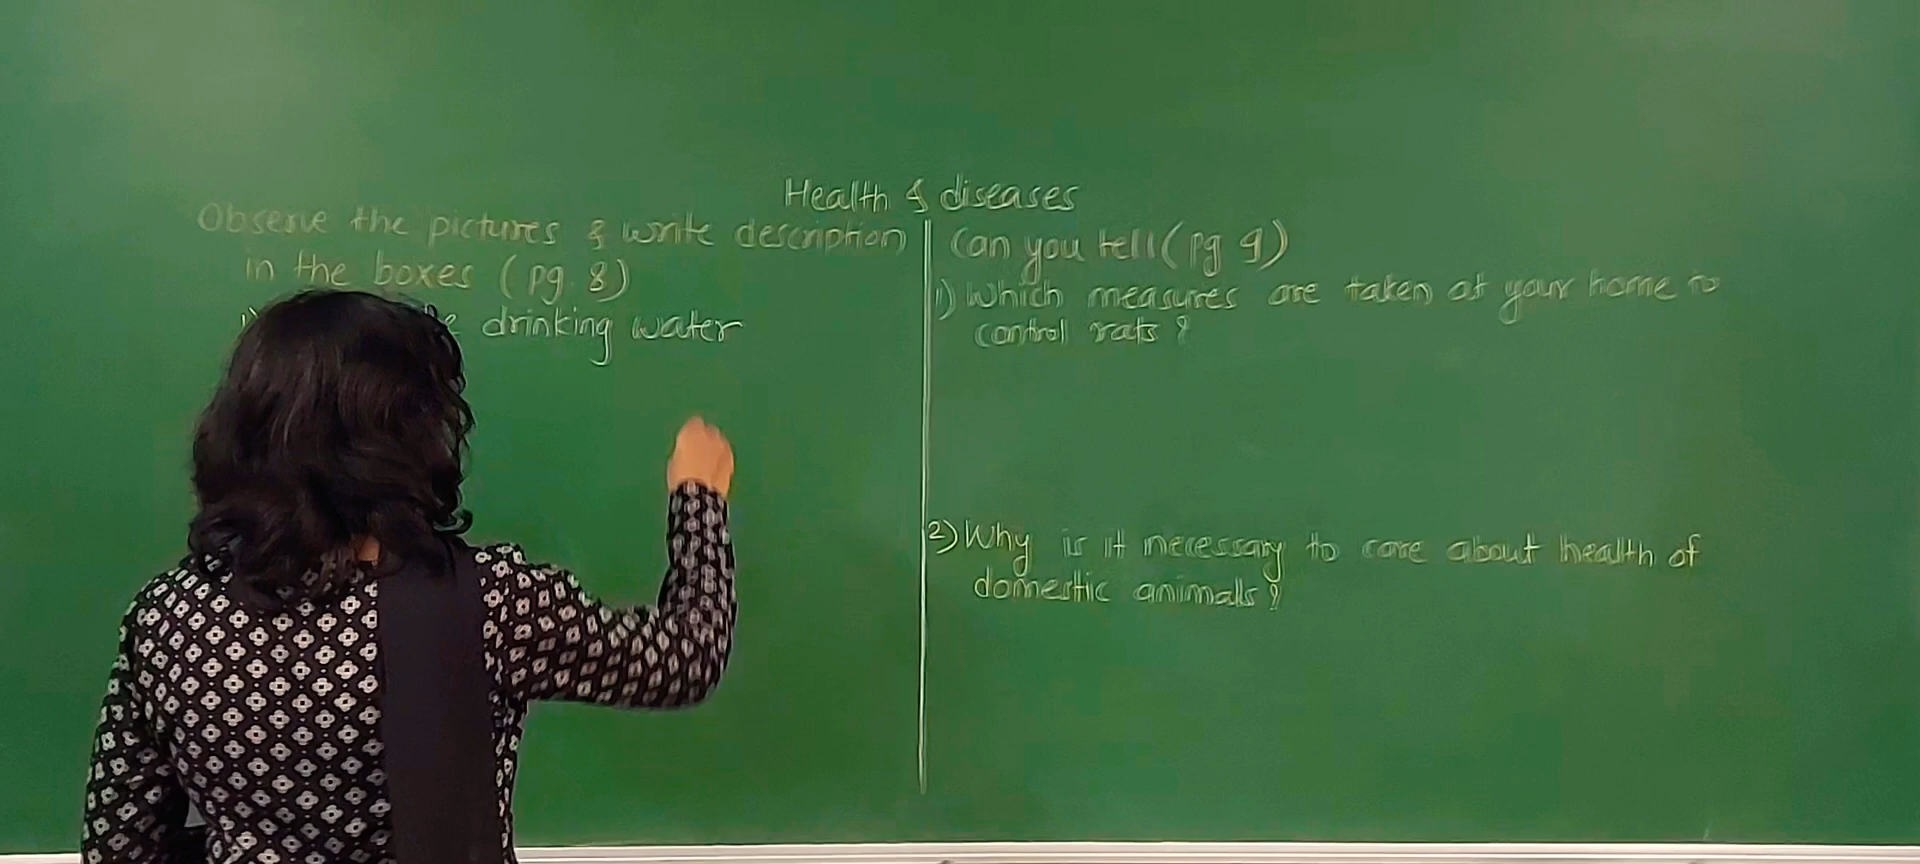 Health & diseases
Observe the pictures & write description
in the boxes (pg. 8)
1) drinking water
Can you tell (pg 9)
1) Which measures are taken at your home to
control rats?
2) Why is it necessary to care about health of
domestic animals?